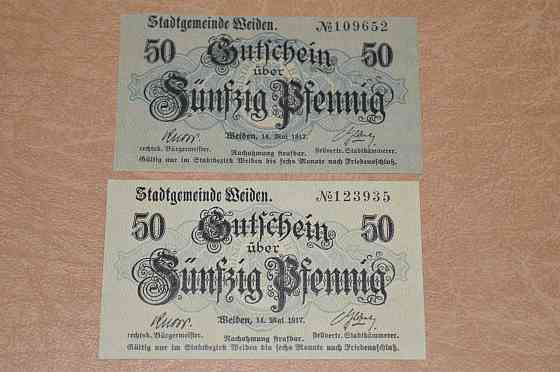 Stadtgemeinde Weiden. №109652
50 Gutschein 50
über
Fünfzig Pfennig
Weiden, 14. Mai 1917.
rechtsk. Bürgermeister. Nachahmung strafbar. stellvertr. Stadtkämmerer.
Gültig nur im Stadtbezirk Weiden bis sechs Monate nach Friedensschluß.
Stadtgemeinde Weiden. №123935
50 Gutschein 50
über
Fünfzig Pfennig
Weiden, 14. Mai 1917.
rechtsk. Bürgermeister. Nachahmung strafbar. stellvertr. Stadtkämmerer.
Gültig nur im Stadtbezirk Weiden bis sechs Monate nach Friedensschluß.